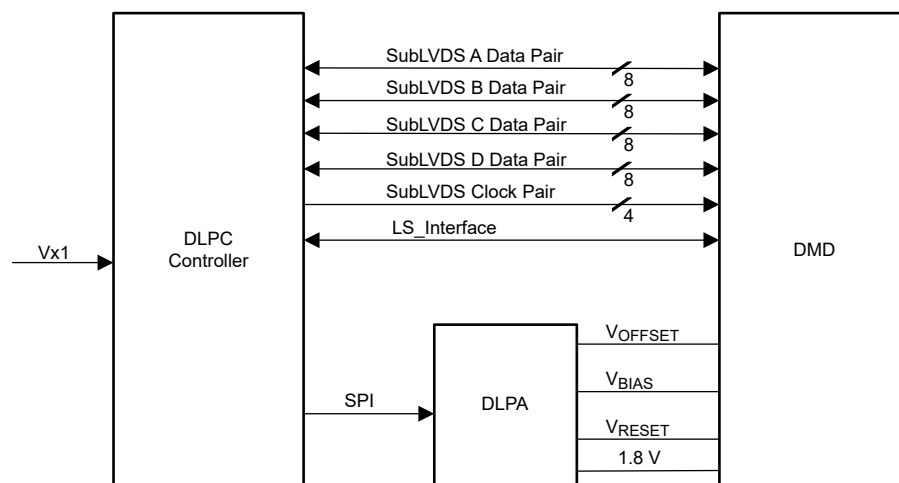 SubLVDS A Data Pair
8
SubLVDS B Data Pair
8
SubLVDS C Data Pair
8
SubLVDS D Data Pair
8
SubLVDS Clock Pair
4
LS_Interface
Vx1
DLPC
Controller
DMD
SPI
DLPA
VOFFSET
VBIAS
VRESET
1.8 V